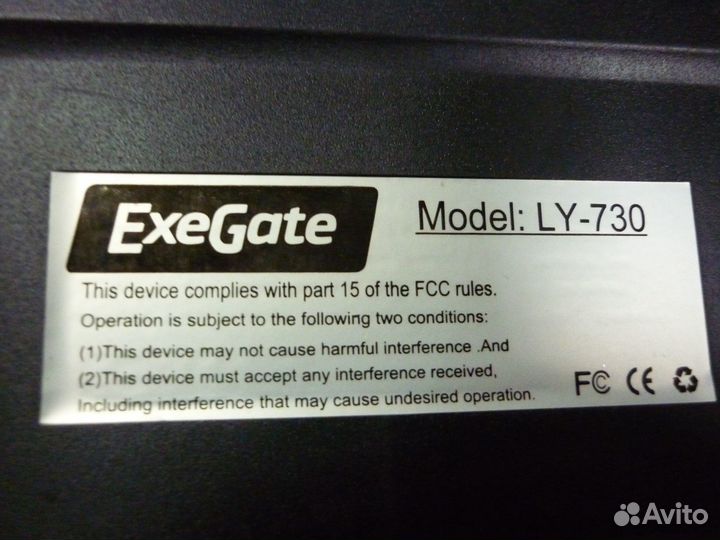 ExeGate
Model: LY-730
This device complies with part 15 of the FCC rules.
Operation is subject to the following two conditions:
(1)This device may not cause harmful interference .And
(2)This device must accept any interference received,
Including interference that may cause undesired operation.
FC CE
Avito